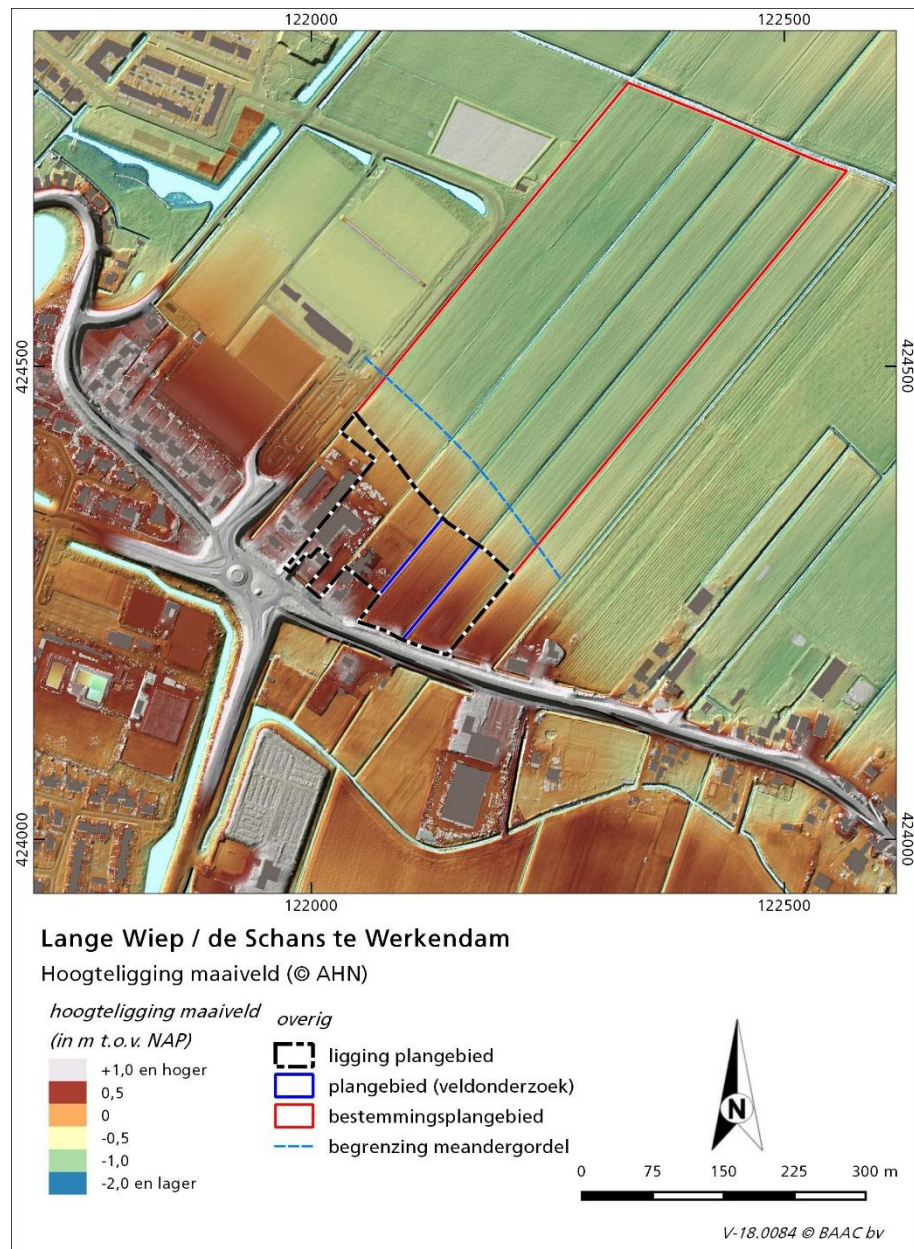 122000
122500
424500
424500
424000
424000
122000
122500
Lange Wiep / de Schans te Werkendam
Hoogteligging maaiveld (© AHN)
hoogteligging maaiveld
(in m t.o.v. NAP)
+1,0 en hoger
0,5
0
-0,5
-1,0
-2,0 en lager
overig
ligging plangebied
plangebied (veldonderzoek)
bestemmingsplangebied
begrenzing meandergordel
N
0 75 150 225 300 m
V-18.0084 © BAAC bv